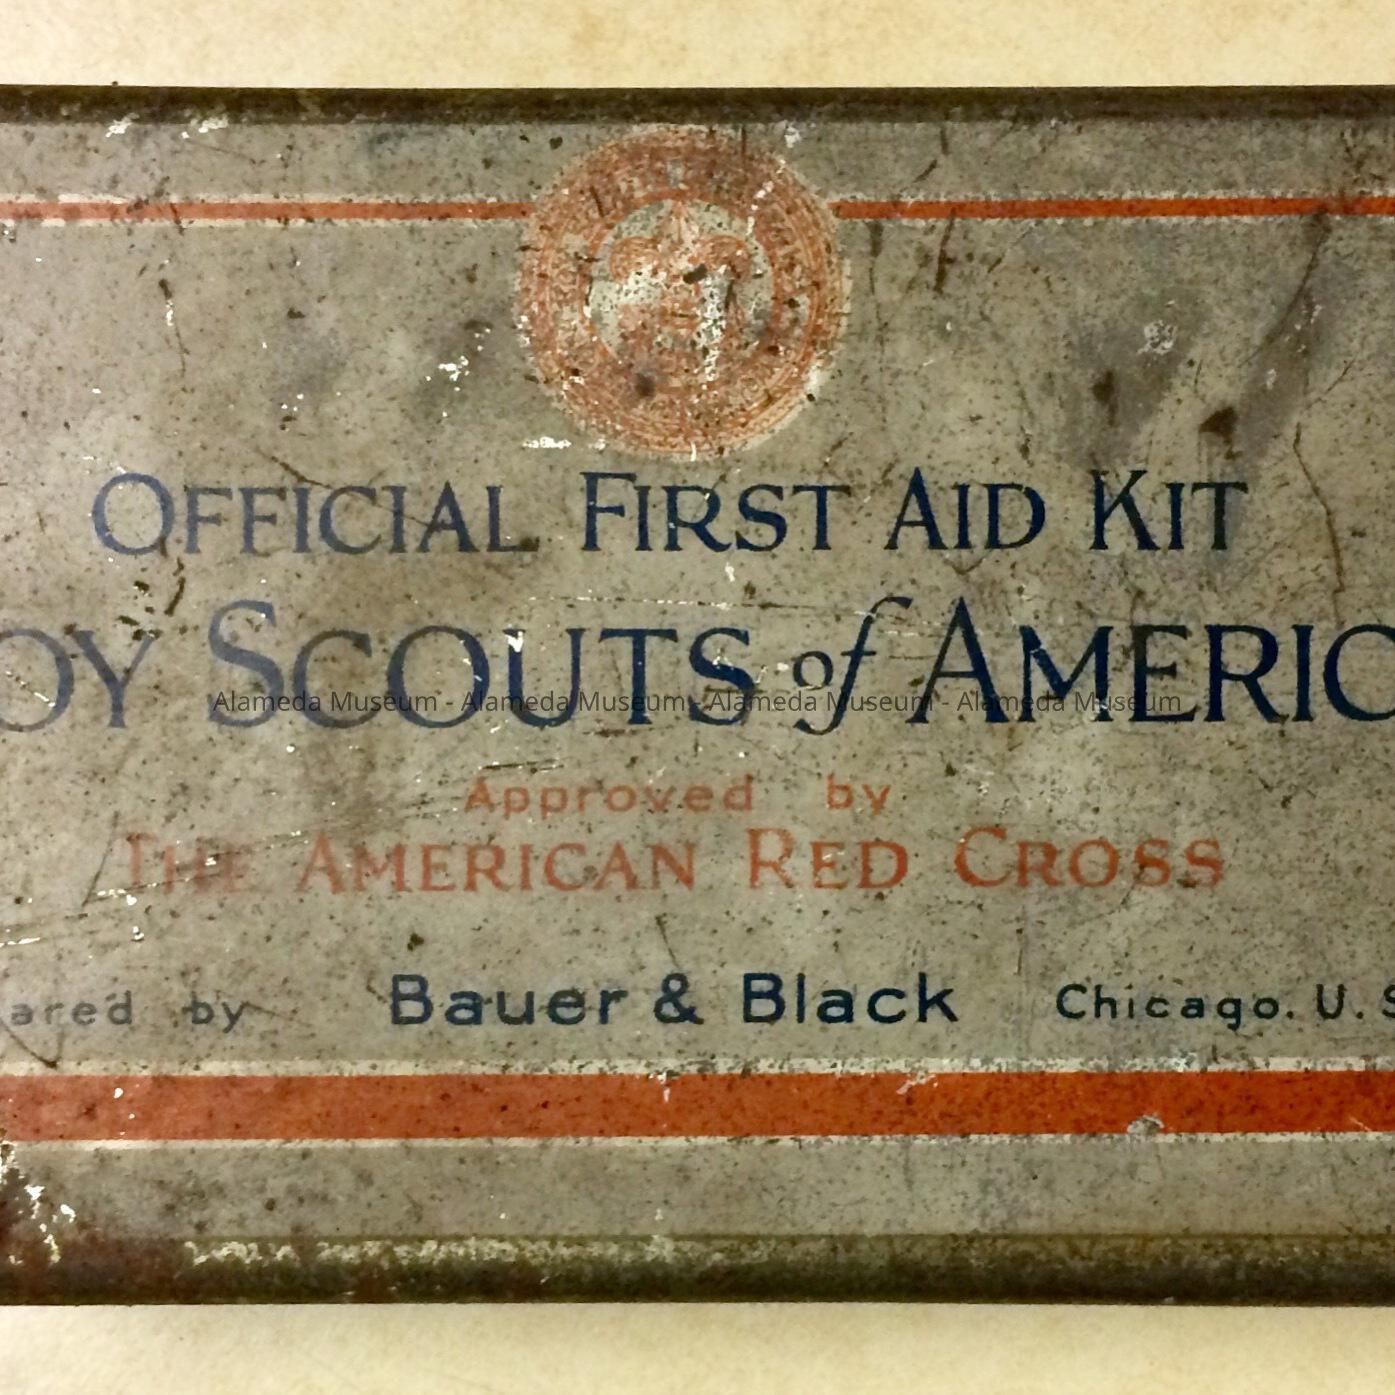 OFFICIAL FIRST AID KIT
OY SCOUTS of AMERIC
Alameda Museum - Alameda Museum - Alameda Museum - Alameda Museum
Approved by
THE AMERICAN RED CROSS
ared by Bauer & Black Chicago. U. S